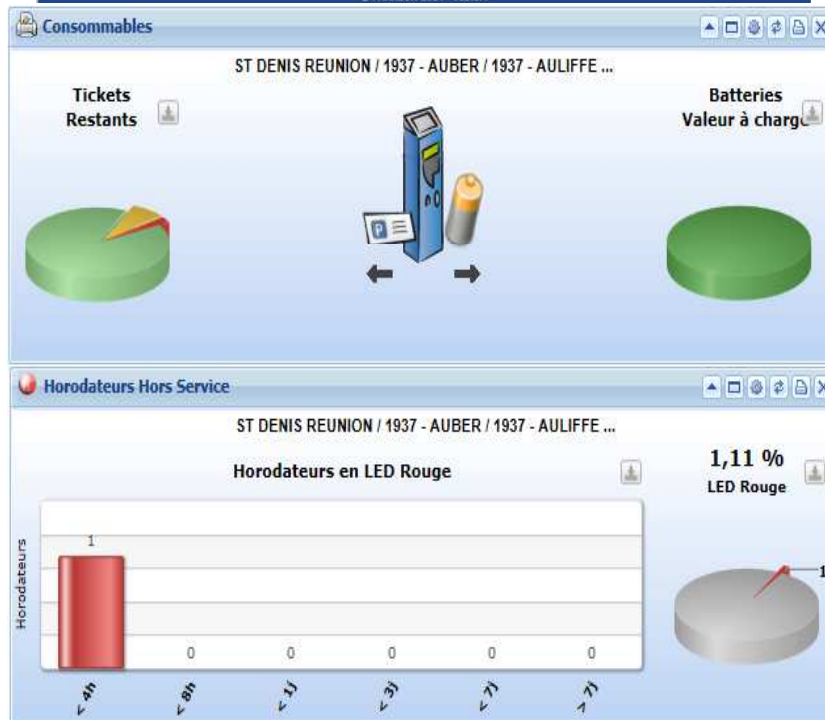 Consommables
ST DENIS REUNION / 1937 - AUBER / 1937 - AULIFFE ...
Tickets
Restants
Batteries
Valeur à charge
P
Horodateurs Hors Service
ST DENIS REUNION / 1937 - AUBER / 1937 - AULIFFE ...
Horodateurs en LED Rouge
1,11 %
LED Rouge
Horodateurs
1
0
0
0
0
0
1
< 4h
< 8h
< 1j
< 3j
< 7j
> 7j